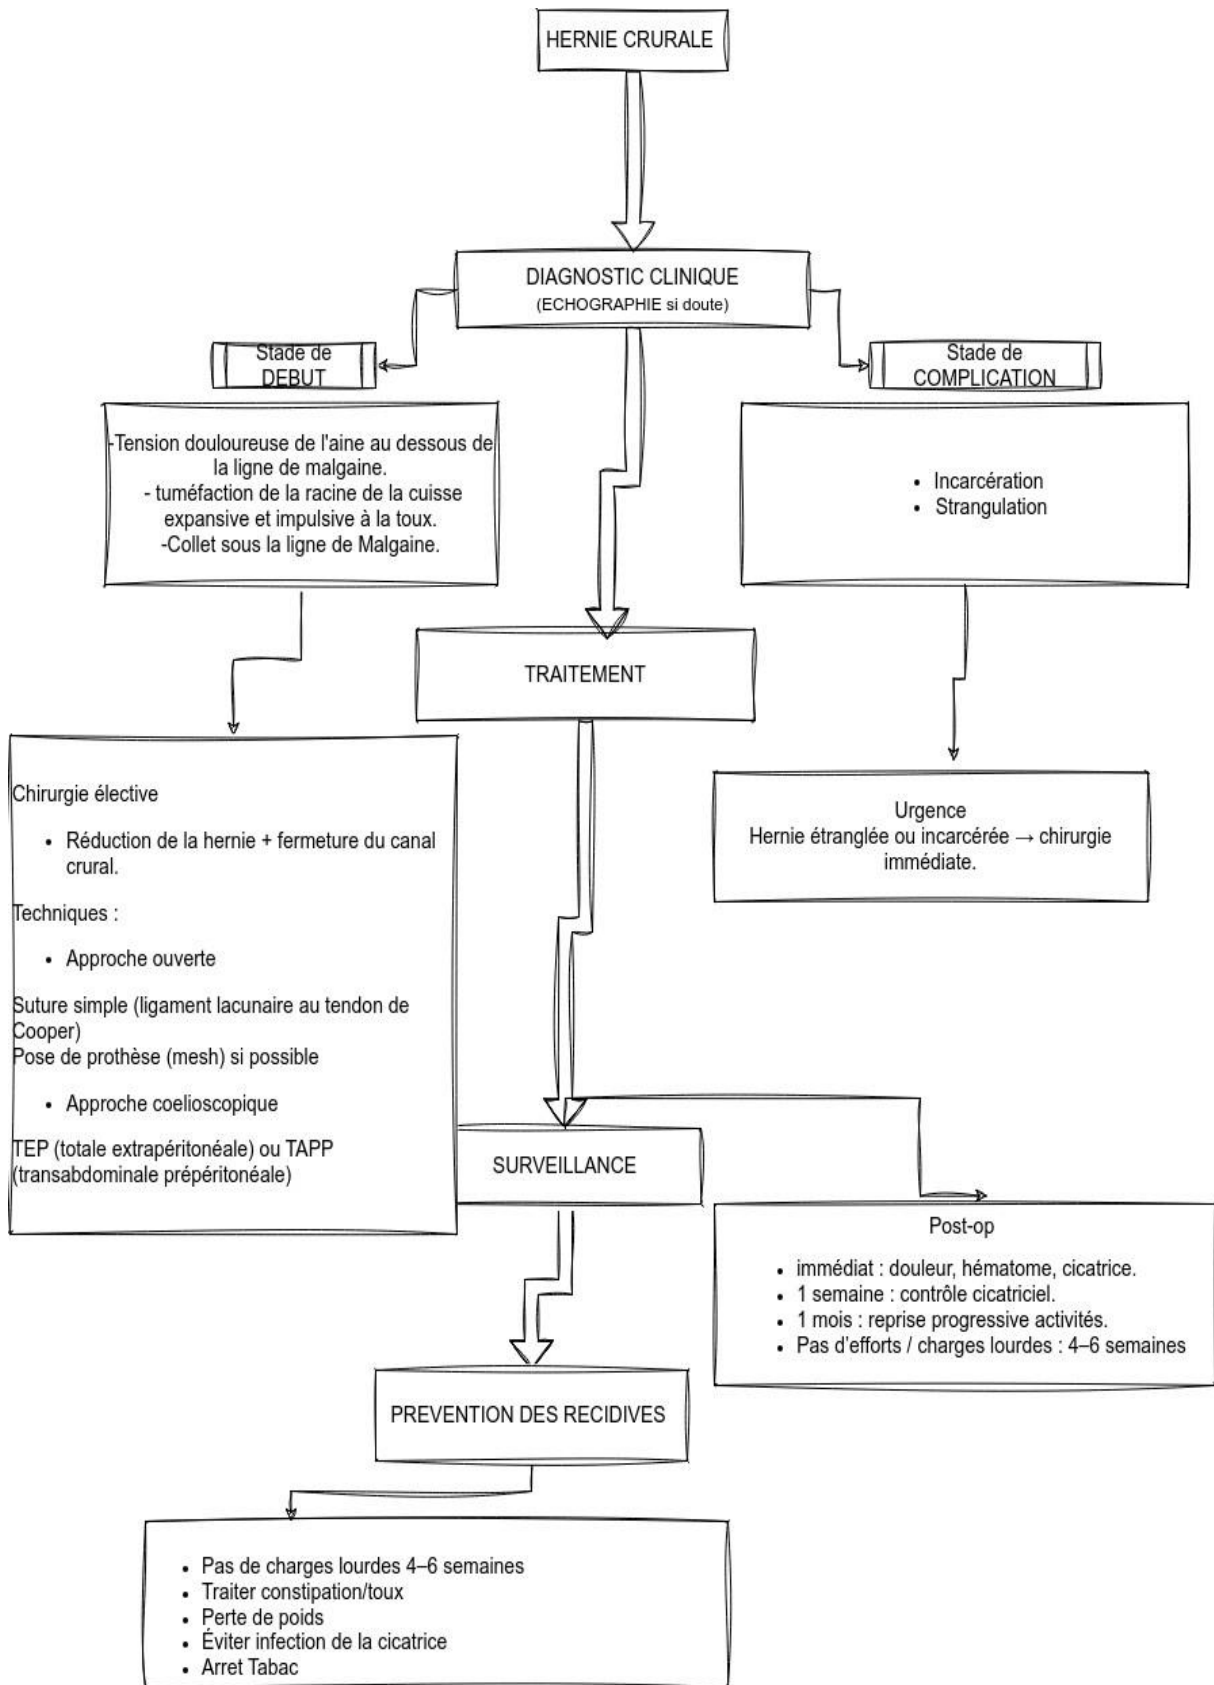 HERNIE CRURALE
DIAGNOSTIC CLINIQUE
(ECHOGRAPHIE si doute)
Stade de
DEBUT
Stade de
COMPLICATION
-Tension douloureuse de l'aine au dessous de
la ligne de malgaine.
- tuméfaction de la racine de la cuisse
expansive et impulsive à la toux.
-Collet sous la ligne de Malgaine.
• Incarcération
• Strangulation
TRAITEMENT
Chirurgie élective
• Réduction de la hernie + fermeture du canal
crural.
Techniques :
• Approche ouverte
Suture simple (ligament lacunaire au tendon de
Cooper)
Pose de prothèse (mesh) si possible
• Approche coelioscopique
TEP (totale extrapéritonéale) ou TAPP
(transabdominale prépéritonéale)
Urgence
Hernie étranglée ou incarcérée → chirurgie
immédiate.
SURVEILLANCE
Post-op
• immédiat : douleur, hématome, cicatrice.
• 1 semaine : contrôle cicatriciel.
• 1 mois : reprise progressive activités.
• Pas d'efforts / charges lourdes : 4–6 semaines
PREVENTION DES RECIDIVES
• Pas de charges lourdes 4–6 semaines
• Traiter constipation/toux
• Perte de poids
• Éviter infection de la cicatrice
• Arret Tabac